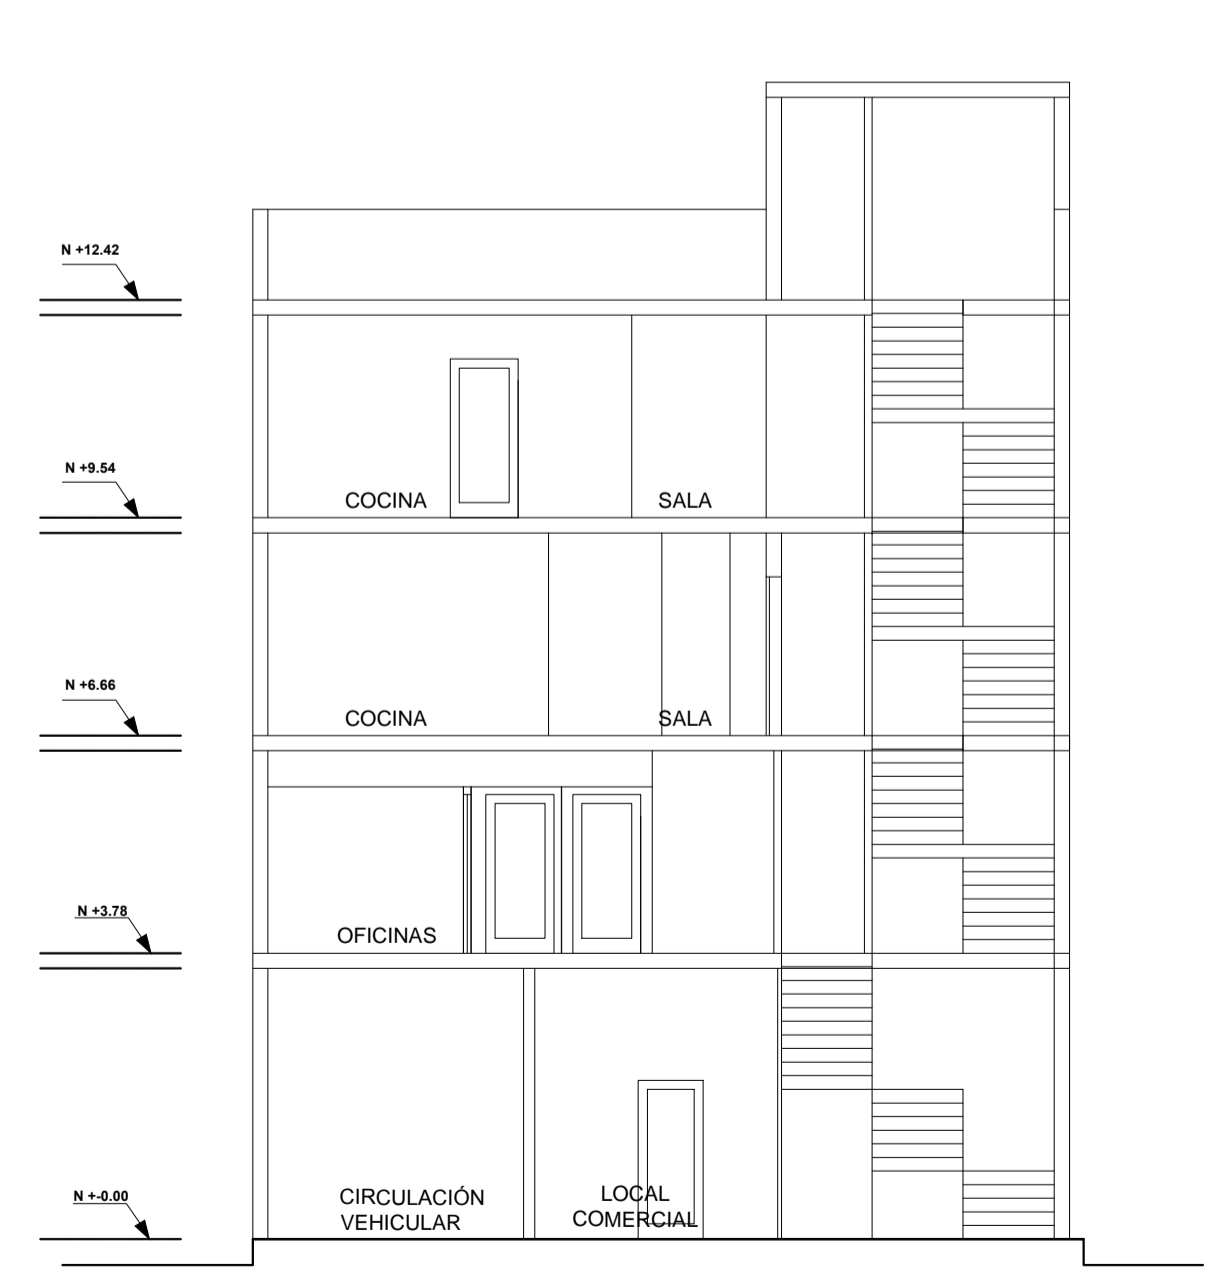 N +12.42
N +9.54
COCINA
SALA
N +6.66
COCINA
SALA
N +3.78
OFICINAS
N +-0.00
CIRCULACIÓN
VEHICULAR
LOCAL
COMERCIAL